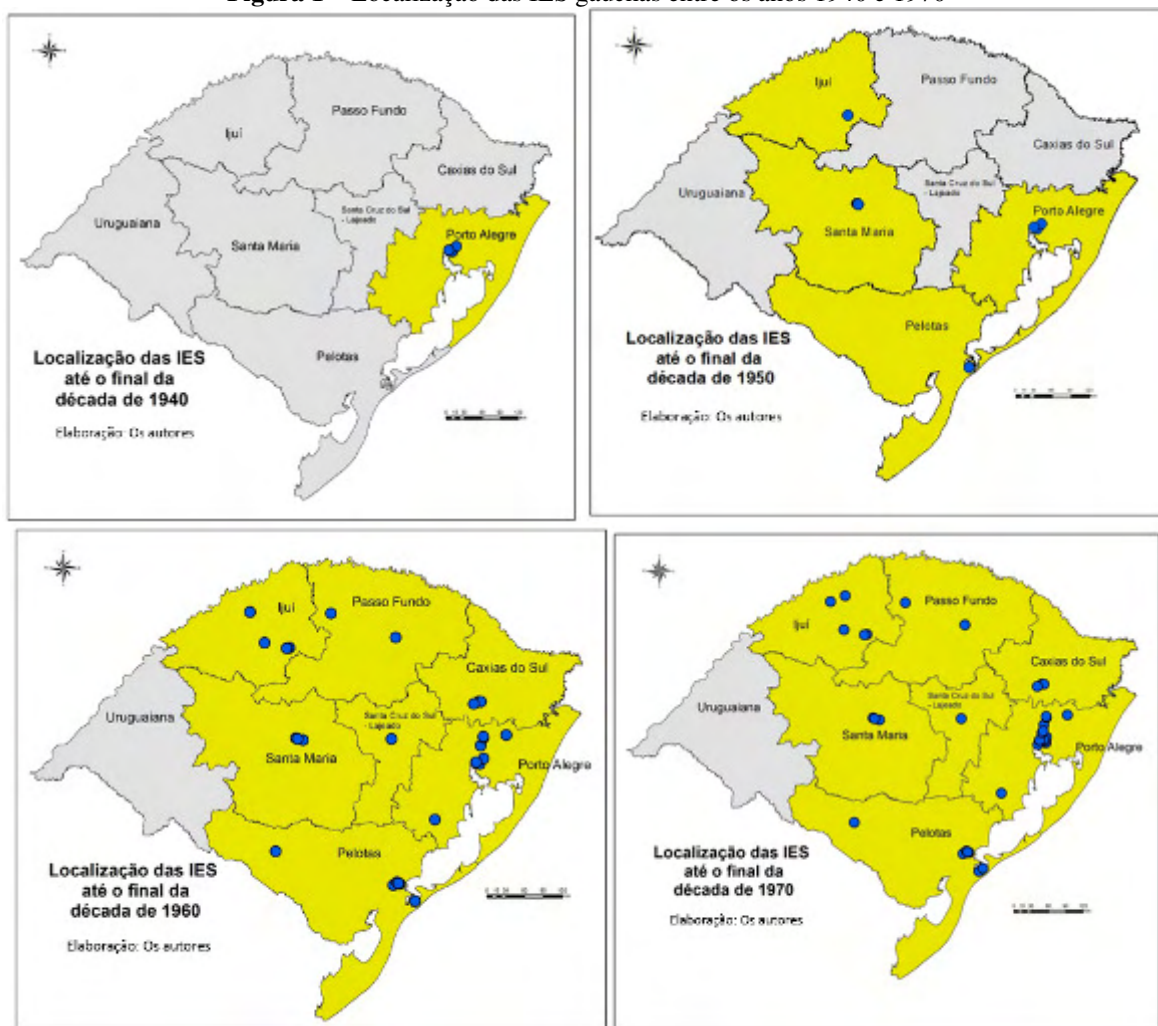 Figura 1 – Localização das IES gaúchas entre os anos 1940 e 1970
Passo Fundo
Ijuí
Caxias do Sul
Santa Cruz do Sul
- Lajeado
Uruguaiana
Santa Maria
Porto Alegre
Pelotas
Localização das IES
até o final da
década de 1940
Elaboração: Os autores
Ijuí
Passo Fundo
Caxias do Sul
Santa Cruz do Sul
- Lajeado
Uruguaiana
Santa Maria
Porto Alegre
Pelotas
Localização das IES
até o final da
década de 1950
Elaboração: Os autores
Ijuí
Passo Fundo
Caxias do Sul
Uruguaiana
Santa Cruz do Sul
- Lajeado
Santa Maria
Porto Alegre
Pelotas
Localização das IES
até o final da
década de 1960
Elaboração: Os autores
Passo Fundo
Ijuí
Caxias do Sul
Santa Cruz do Sul
- Lajeado
Uruguaiana
Santa Maria
Porto Alegre
Pelotas
Localização das IES
até o final da
década de 1970
Elaboração: Os autores